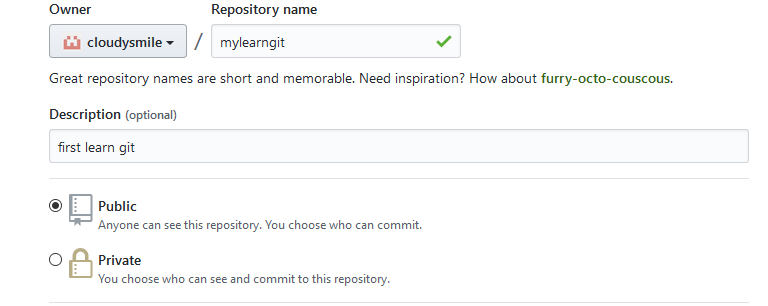 Owner
Repository name
cloudysmile / mylearngit
Great repository names are short and memorable. Need inspiration? How about furry-octo-couscous.
Description (optional)
first learn git
Public
Anyone can see this repository. You choose who can commit.
Private
You choose who can see and commit to this repository.